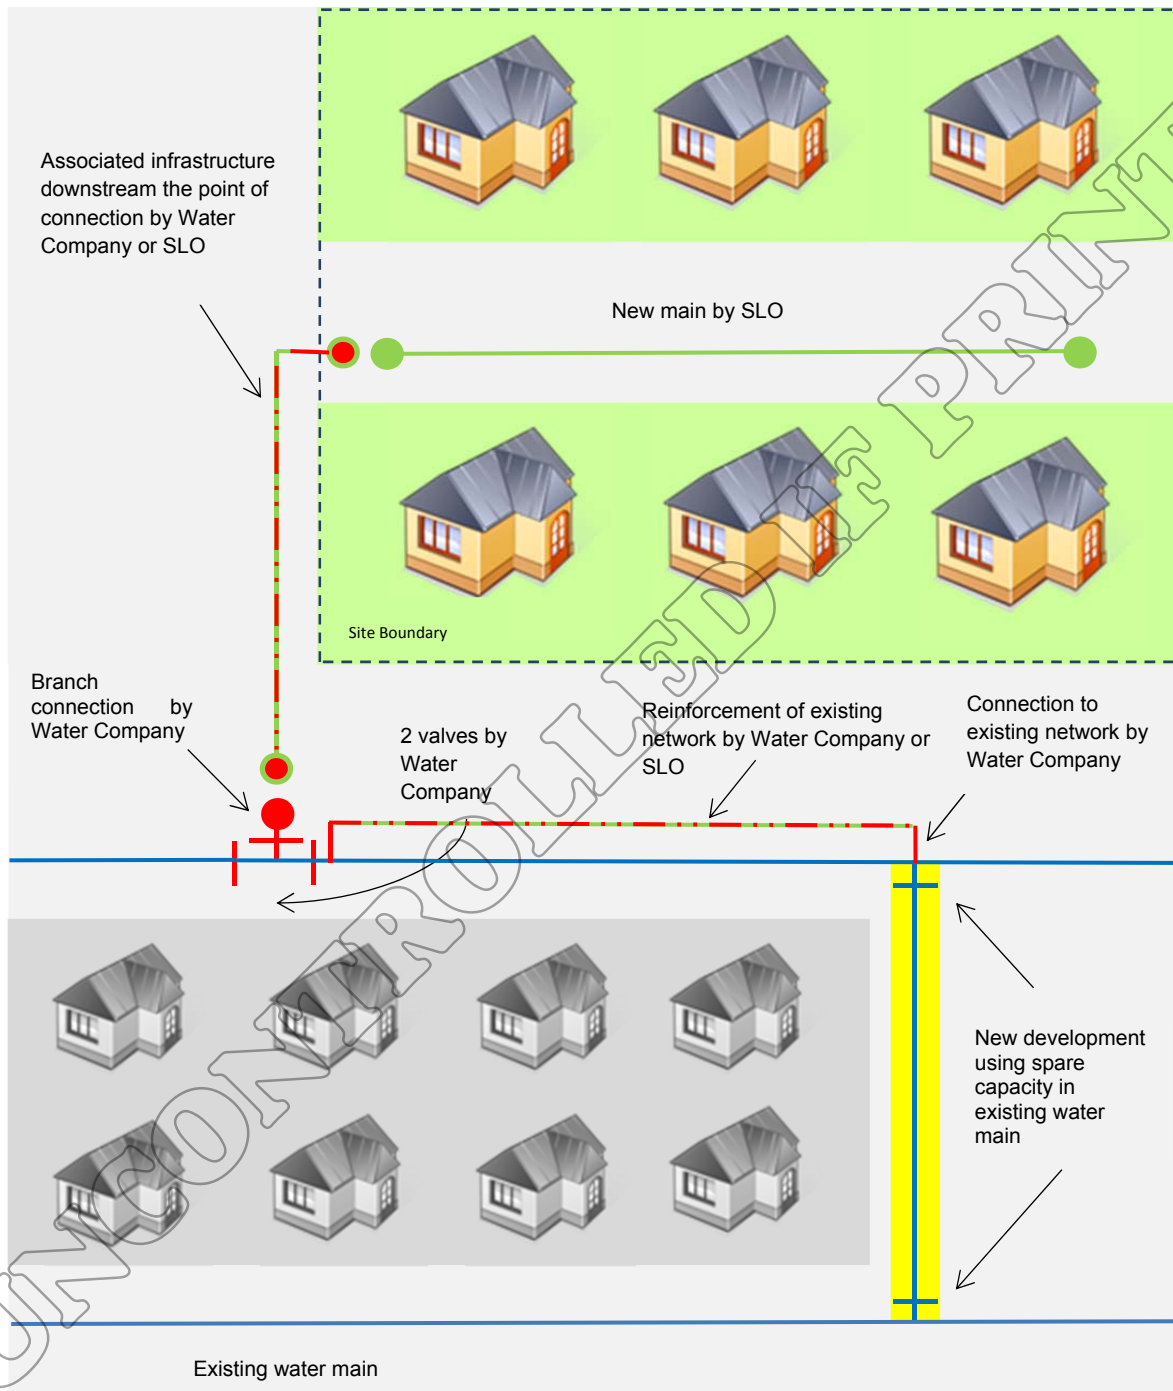 Associated infrastructure
downstream the point of
connection by Water
Company or SLO
New main by SLO
Site Boundary
Branch
connection by
Water Company
2 valves by
Water
Company
Reinforcement of existing
network by Water Company or
SLO
Connection to
existing network by
Water Company
New development
using spare
capacity in
existing water
main
Existing water main
UNCOMTROLLED IF PRINT